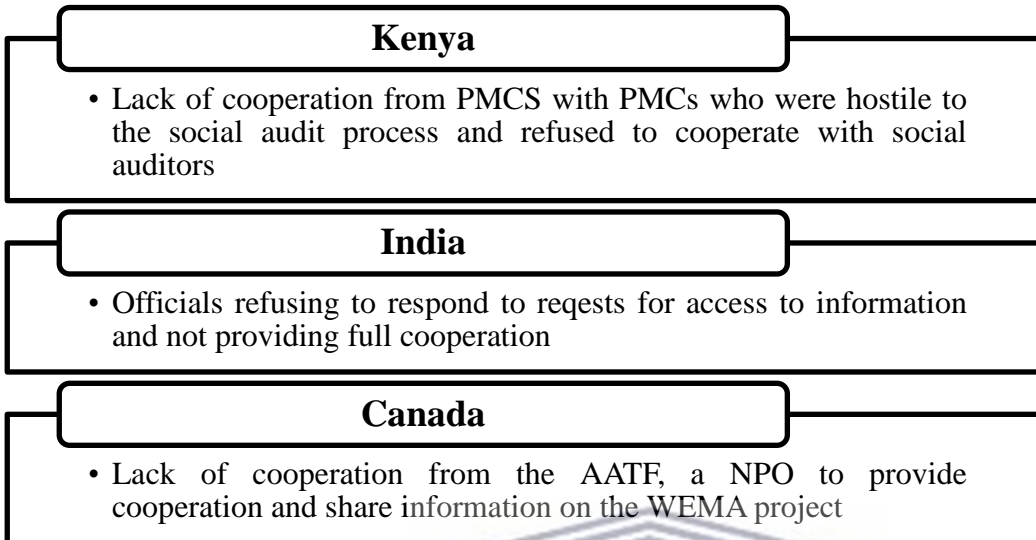 Kenya
• Lack of cooperation from PMCS with PMCs who were hostile to
the social audit process and refused to cooperate with social
auditors
India
• Officials refusing to respond to reqests for access to information
and not providing full cooperation
Canada
• Lack of cooperation from the AATF, a NPO to provide
cooperation and share information on the WEMA project